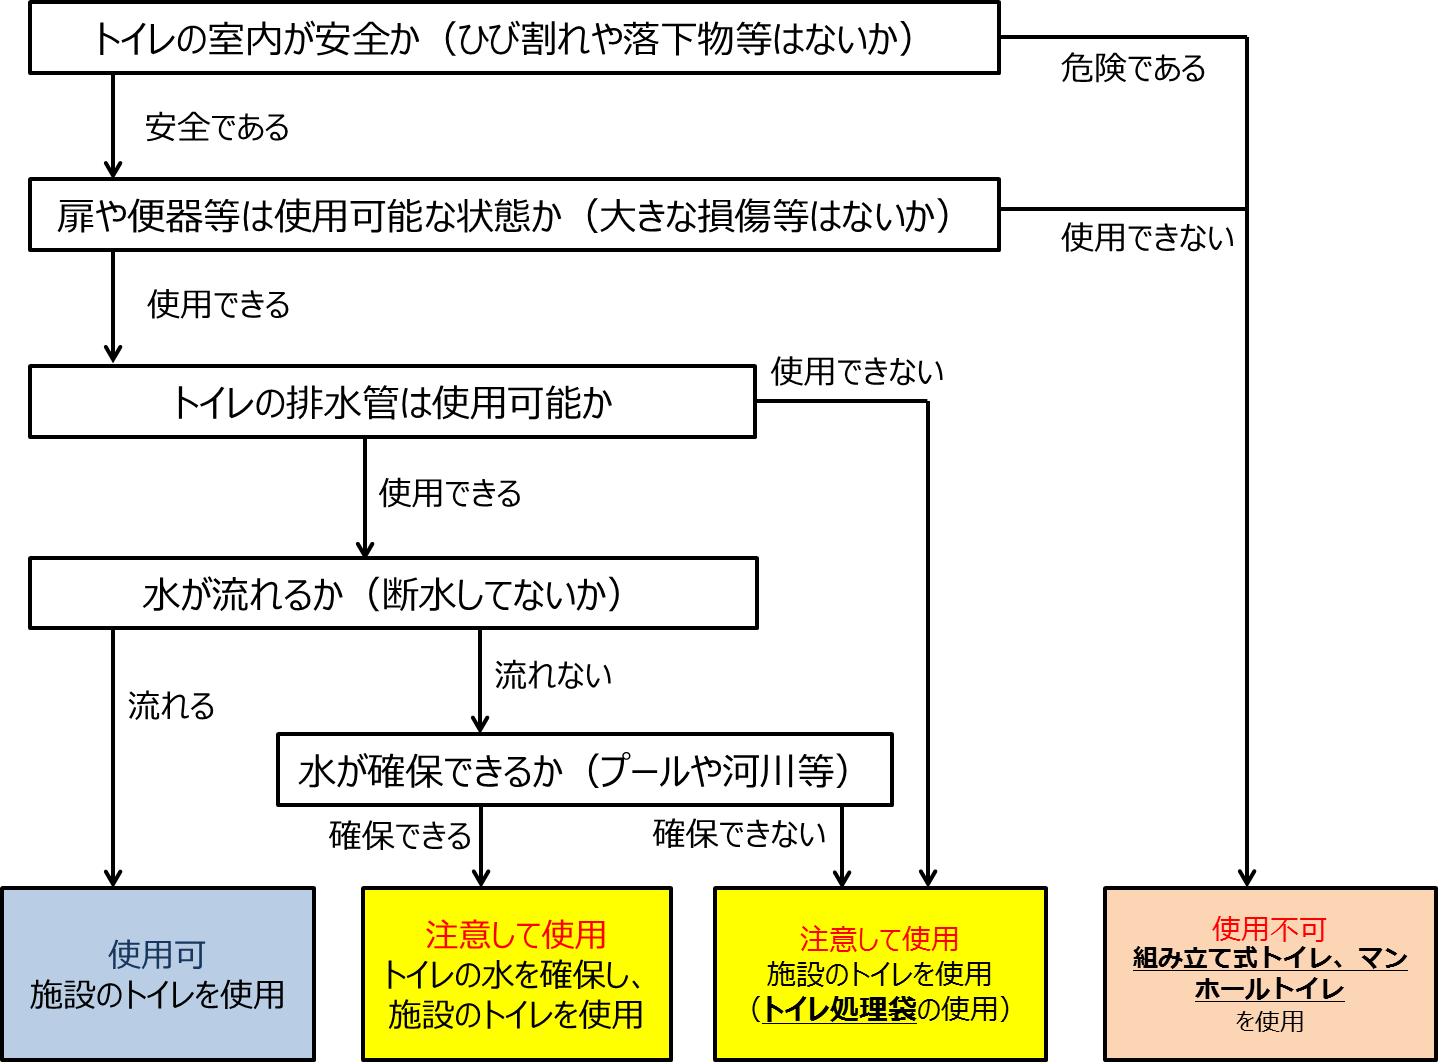 トイレの室内が安全か（ひび割れや落下物等はないか）
危険である
安全である
扉や便器等は使用可能な状態か（大きな損傷等はないか）
使用できない
使用できる
使用できない
トイレの排水管は使用可能か
使用できる
水が流れるか（断水してないか）
流れない
流れる
水が確保できるか（プールや河川等）
確保できる
確保できない
使用可
施設のトイレを使用
注意して使用
トイレの水を確保し、
施設のトイレを使用
注意して使用
施設のトイレを使用
（トイレ処理袋の使用）
使用不可
組み立て式トイレ、マン
ホールトイレ
を使用